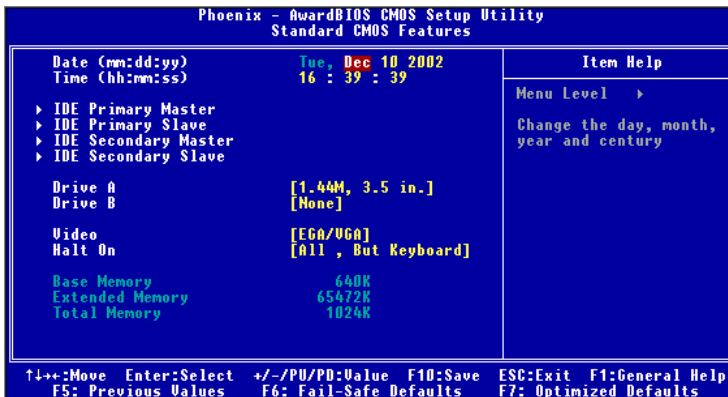 Phoenix - AwardBIOS CMOS Setup Utility
Standard CMOS Features
Date (mm:dd:yy) Tue, Dec 10 2002
Time (hh:mm:ss) 16 : 39 : 39
IDE Primary Master
IDE Primary Slave
IDE Secondary Master
IDE Secondary Slave
Drive A [1.44M, 3.5 in.]
Drive B [None]
Video [EGA/VGA]
Halt On [All , But Keyboard]
Base Memory 640K
Extended Memory 65472K
Total Memory 1024K
Item Help
Menu Level
Change the day, month,
year and century
↑↓→←:Move Enter:Select +/-/PU/PD:Value F10:Save ESC:Exit F1:General Help
F5: Previous Values F6: Fail-Safe Defaults F7: Optimized Defaults